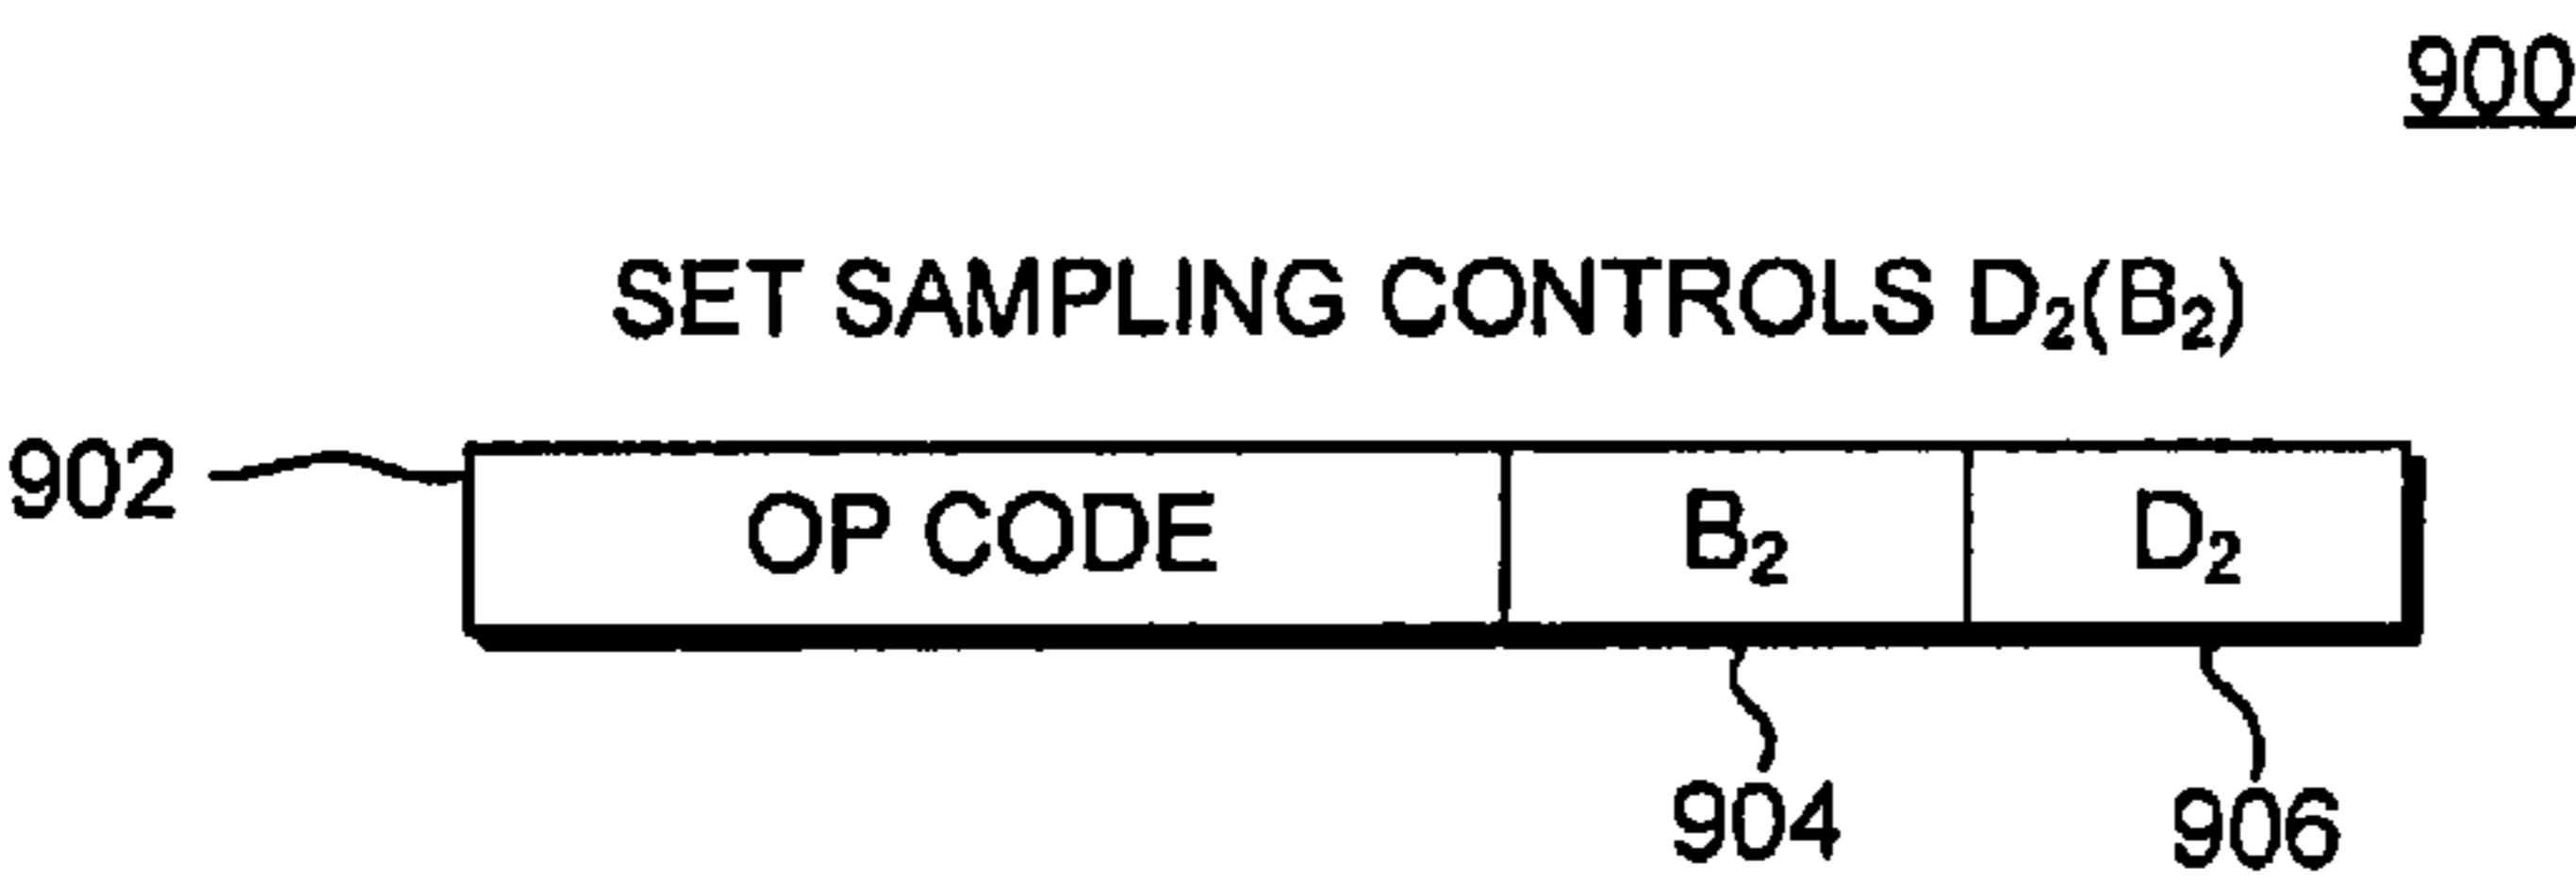 900
SET SAMPLING CONTROLS D₂(B₂)
902
OP CODE B₂ D₂
904 906